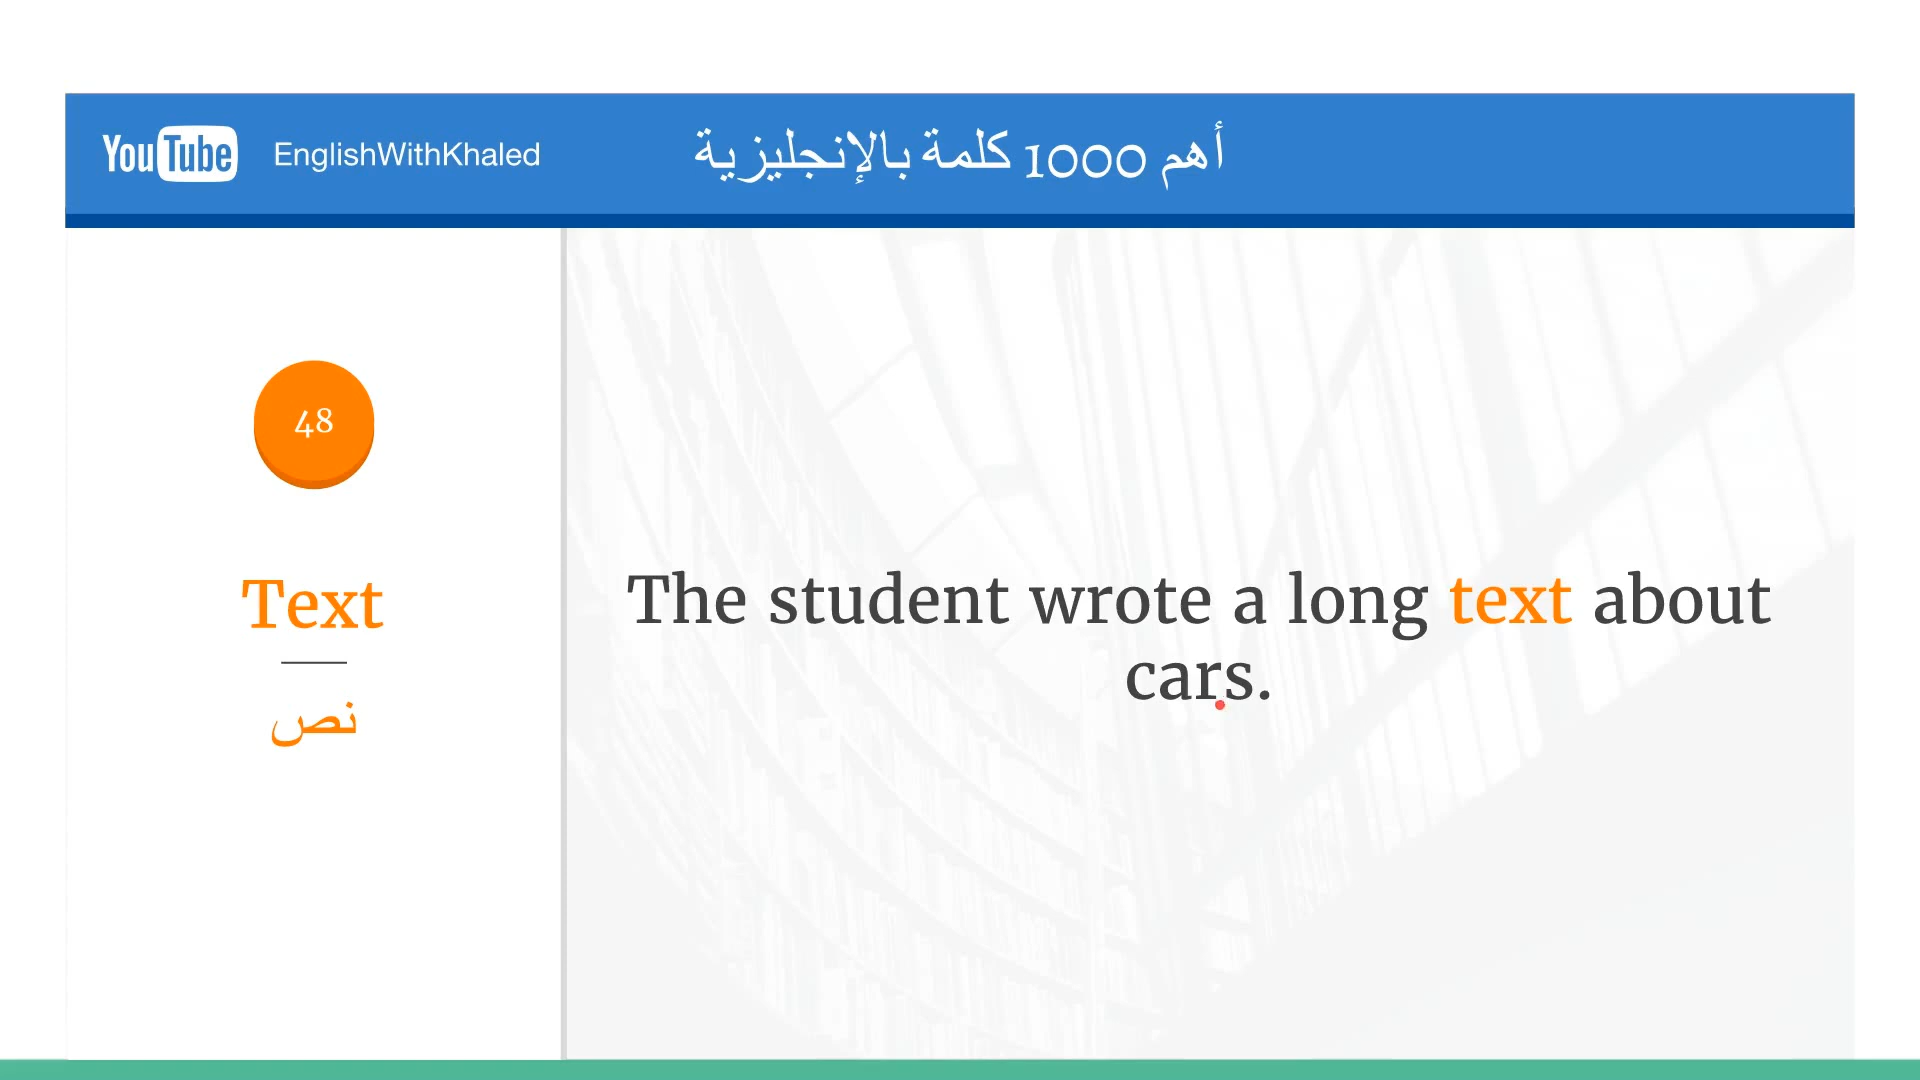 YouTube EnglishWithKhaled أهم 1000 كلمة بالإنجليزية
48
Text
نص
The student wrote a long text about
cars.